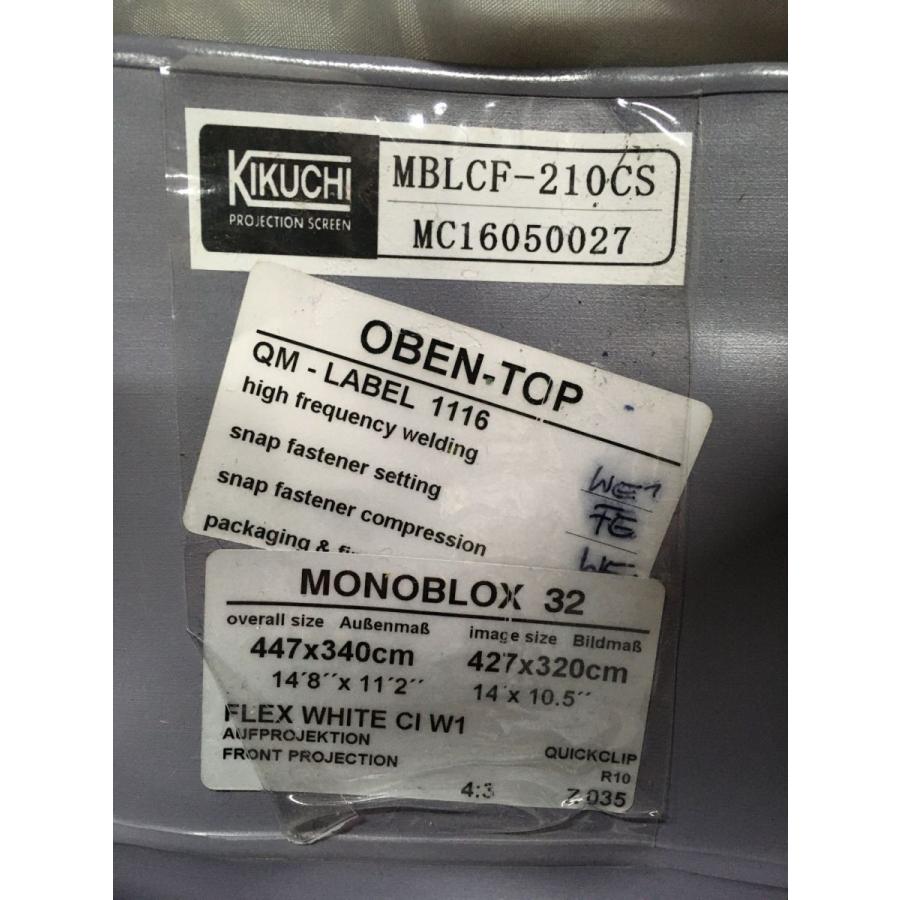 KIKUCHI
PROJECTION SCREEN
MBLCF-210CS
MC16050027
OBEN-TOP
QM - LABEL 1116
high frequency welding
snap fastener setting
snap fastener compression
packaging &
MONOBLOX 32
overall size Außenmaß
447x340cm
14´8´´x 11´2´´
image size Bildmaß
427x320cm
14´x 10.5´´
FLEX WHITE CI W1
AUFPROJEKTION
FRONT PROJECTION
QUICKCLIP
R10
4:3
Z 035